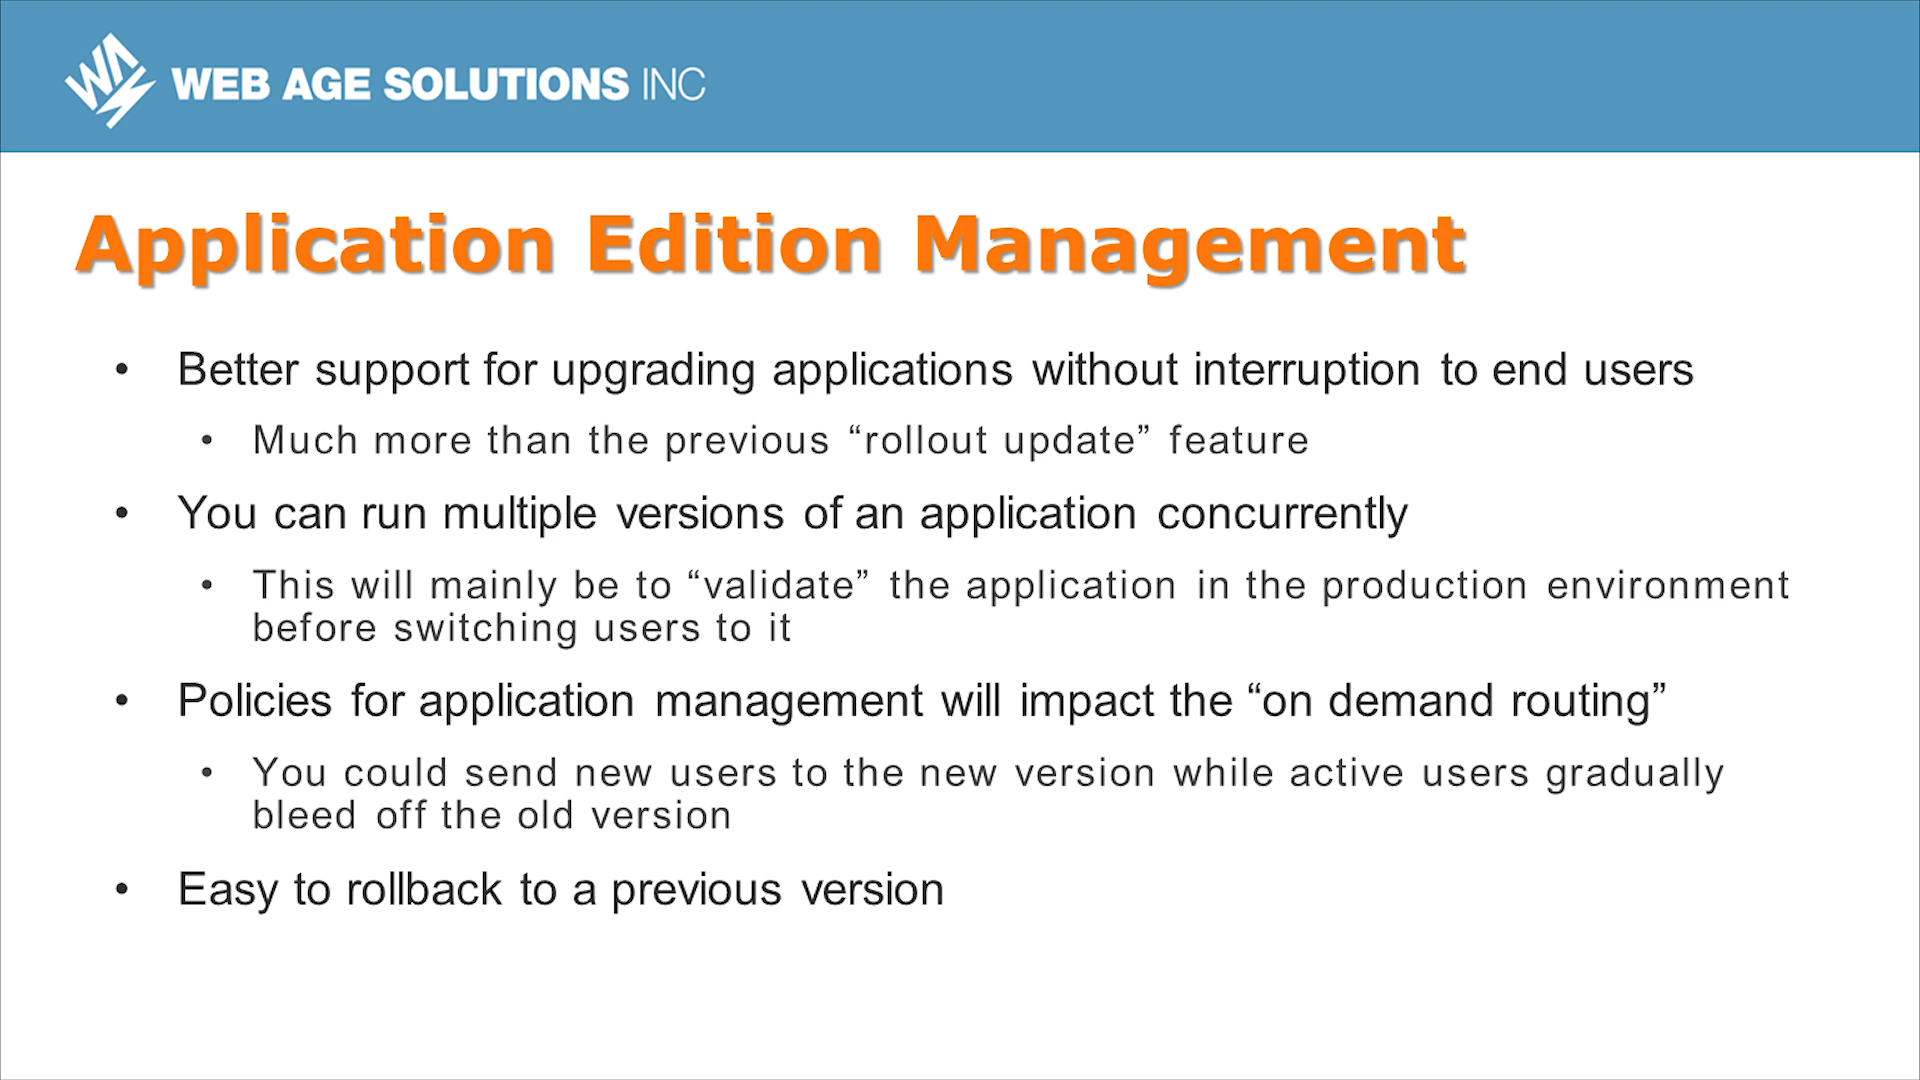 WEB AGE SOLUTIONS INC
Application Edition Management
• Better support for upgrading applications without interruption to end users
• Much more than the previous “rollout update” feature
• You can run multiple versions of an application concurrently
• This will mainly be to “validate” the application in the production environment
before switching users to it
• Policies for application management will impact the “on demand routing”
• You could send new users to the new version while active users gradually
bleed off the old version
• Easy to rollback to a previous version